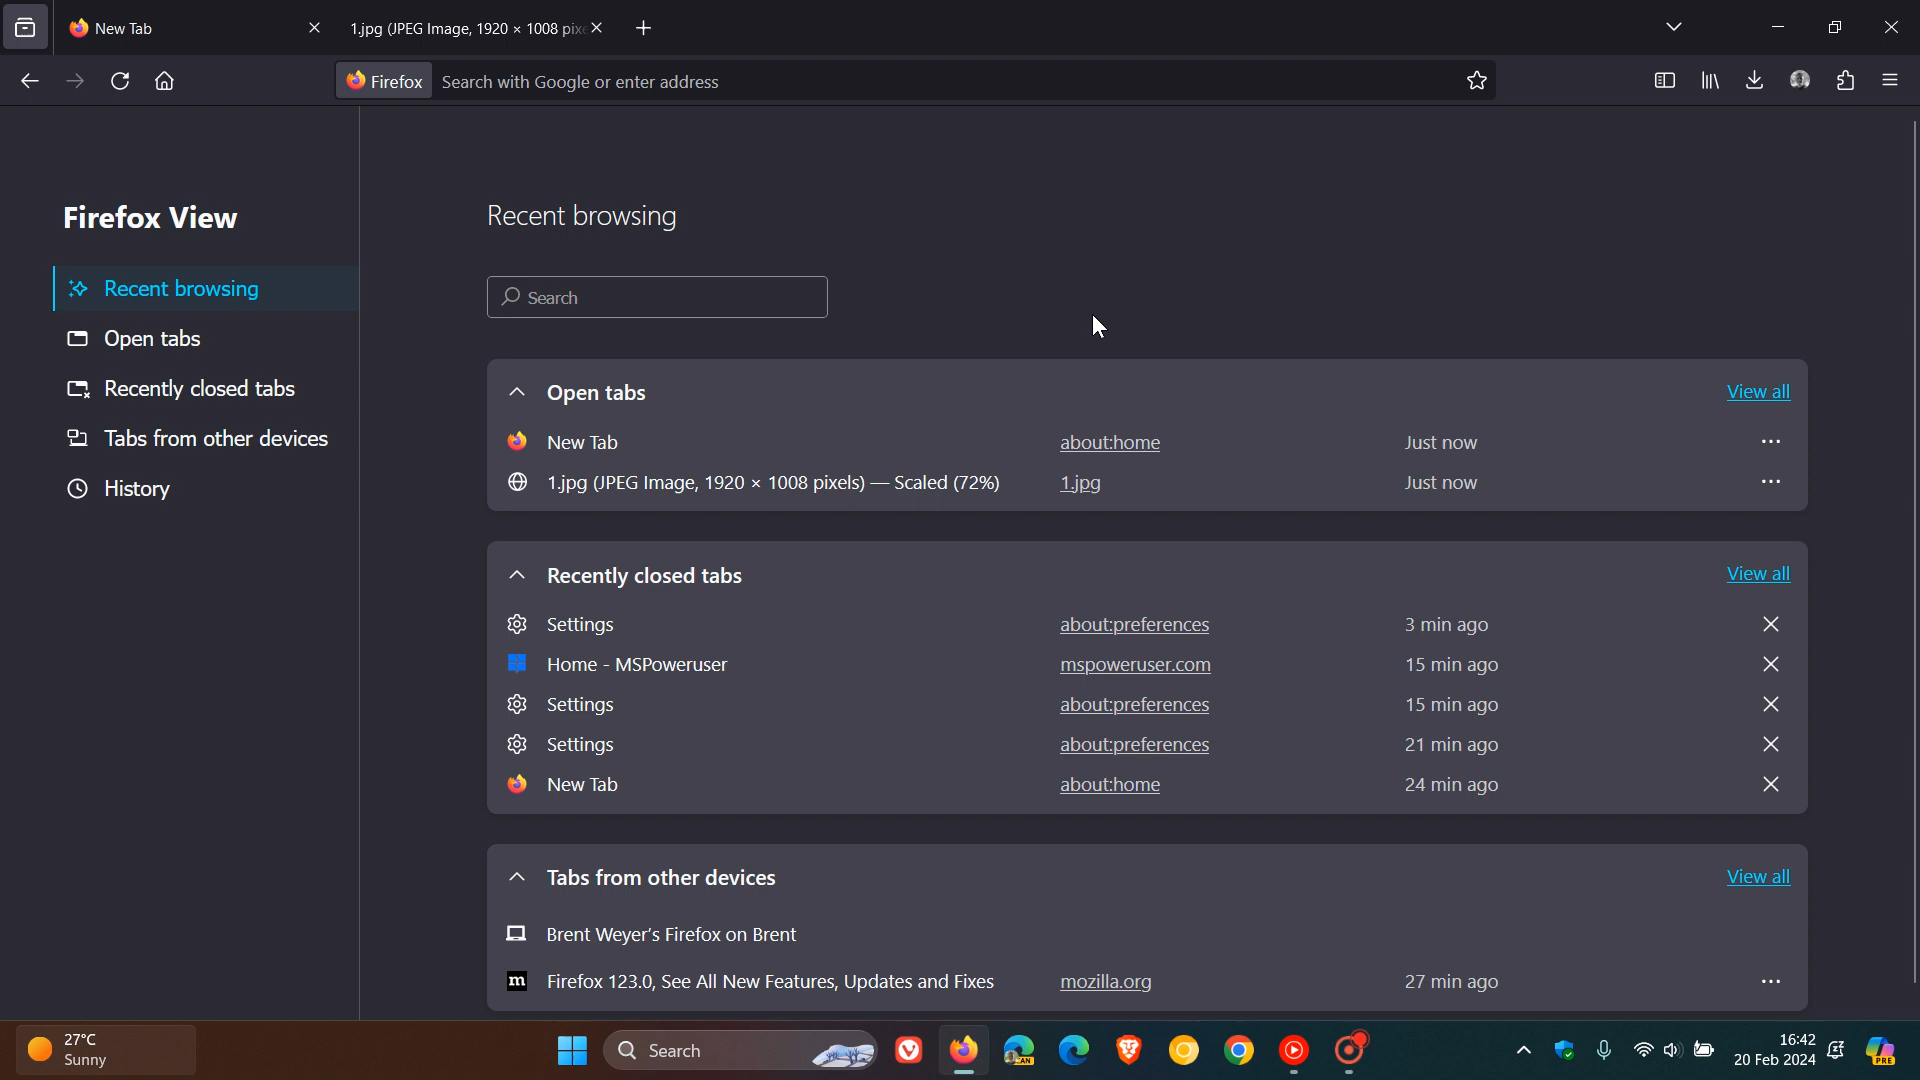 New Tab
1.jpg (JPEG Image, 1920 × 1008 pixe
Firefox
Search with Google or enter address
Firefox View
Recent browsing
Open tabs
Recently closed tabs
Tabs from other devices
History
Recent browsing
Search
Open tabs View all
New Tab about:home Just now
1.jpg (JPEG Image, 1920 × 1008 pixels) — Scaled (72%) 1.jpg Just now
Recently closed tabs View all
Settings about:preferences 3 min ago
Home - MSPoweruser mspoweruser.com 15 min ago
Settings about:preferences 15 min ago
Settings about:preferences 21 min ago
New Tab about:home 24 min ago
Tabs from other devices View all
Brent Weyer's Firefox on Brent
m Firefox 123.0, See All New Features, Updates and Fixes mozilla.org 27 min ago
27°C
Sunny
Search
CAN
16:42
20 Feb 2024
PRE